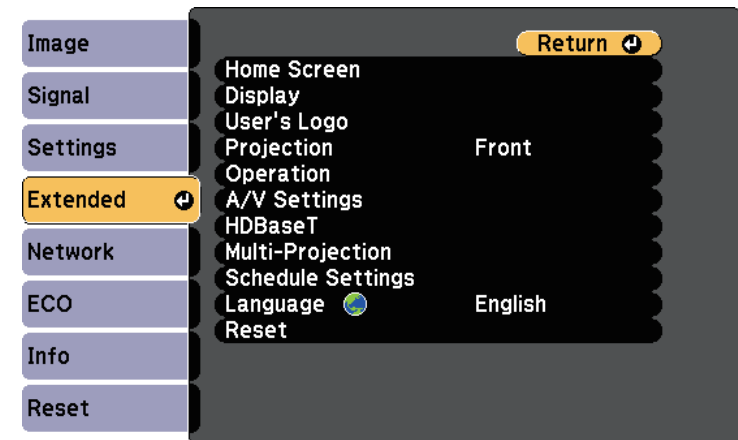 Image
Signal
Settings
Extended
Network
ECO
Info
Reset
Return
Home Screen
Display
User's Logo
Projection Front
Operation
A/V Settings
HDBaseT
Multi-Projection
Schedule Settings
Language English
Reset